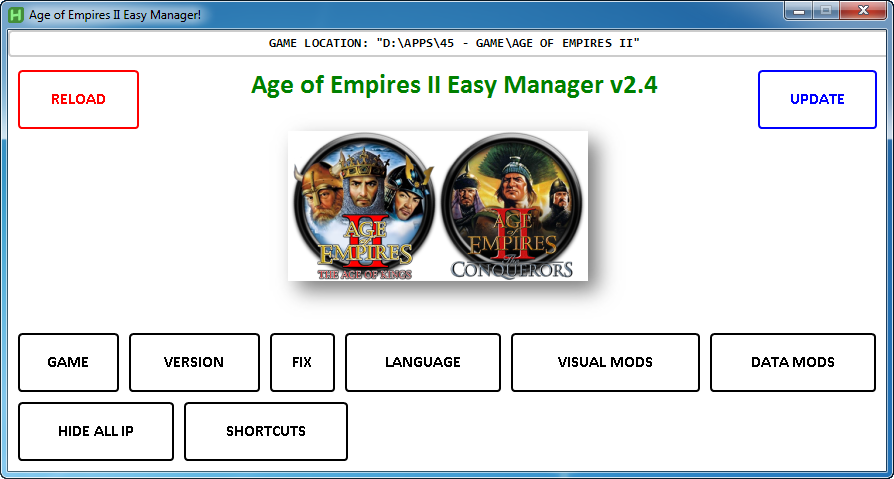 Age of Empires II Easy Manager!
GAME LOCATION: "D:\APPS\45 - GAME\AGE OF EMPIRES II"
RELOAD
Age of Empires II Easy Manager v2.4
UPDATE
II
AGE
of
EMPIRES
THE AGE OF KINGS
II
AGE
of
EMPIRES
The
CONQUERORS
GAME
VERSION
FIX
LANGUAGE
VISUAL MODS
DATA MODS
HIDE ALL IP
SHORTCUTS